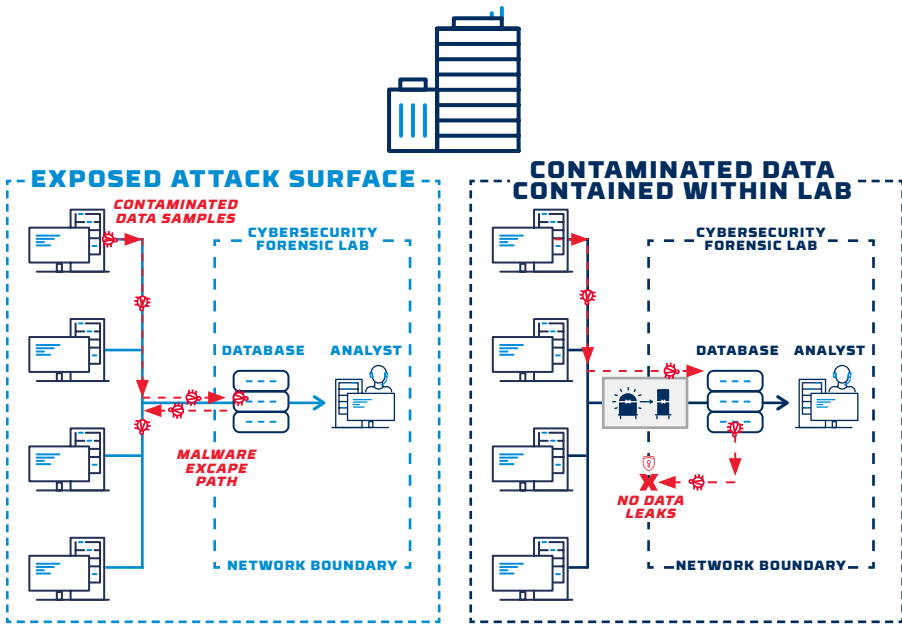 EXPOSED ATTACK SURFACE
CONTAMINATED
DATA SAMPLES
CYBERSECURITY
FORENSIC LAB
DATABASE
ANALYST
MALWARE
EXCAPE
PATH
NETWORK BOUNDARY
CONTAMINATED DATA
CONTAINED WITHIN LAB
CYBERSECURITY
FORENSIC LAB
DATABASE
ANALYST
NO DATA
LEAKS
NETWORK BOUNDARY